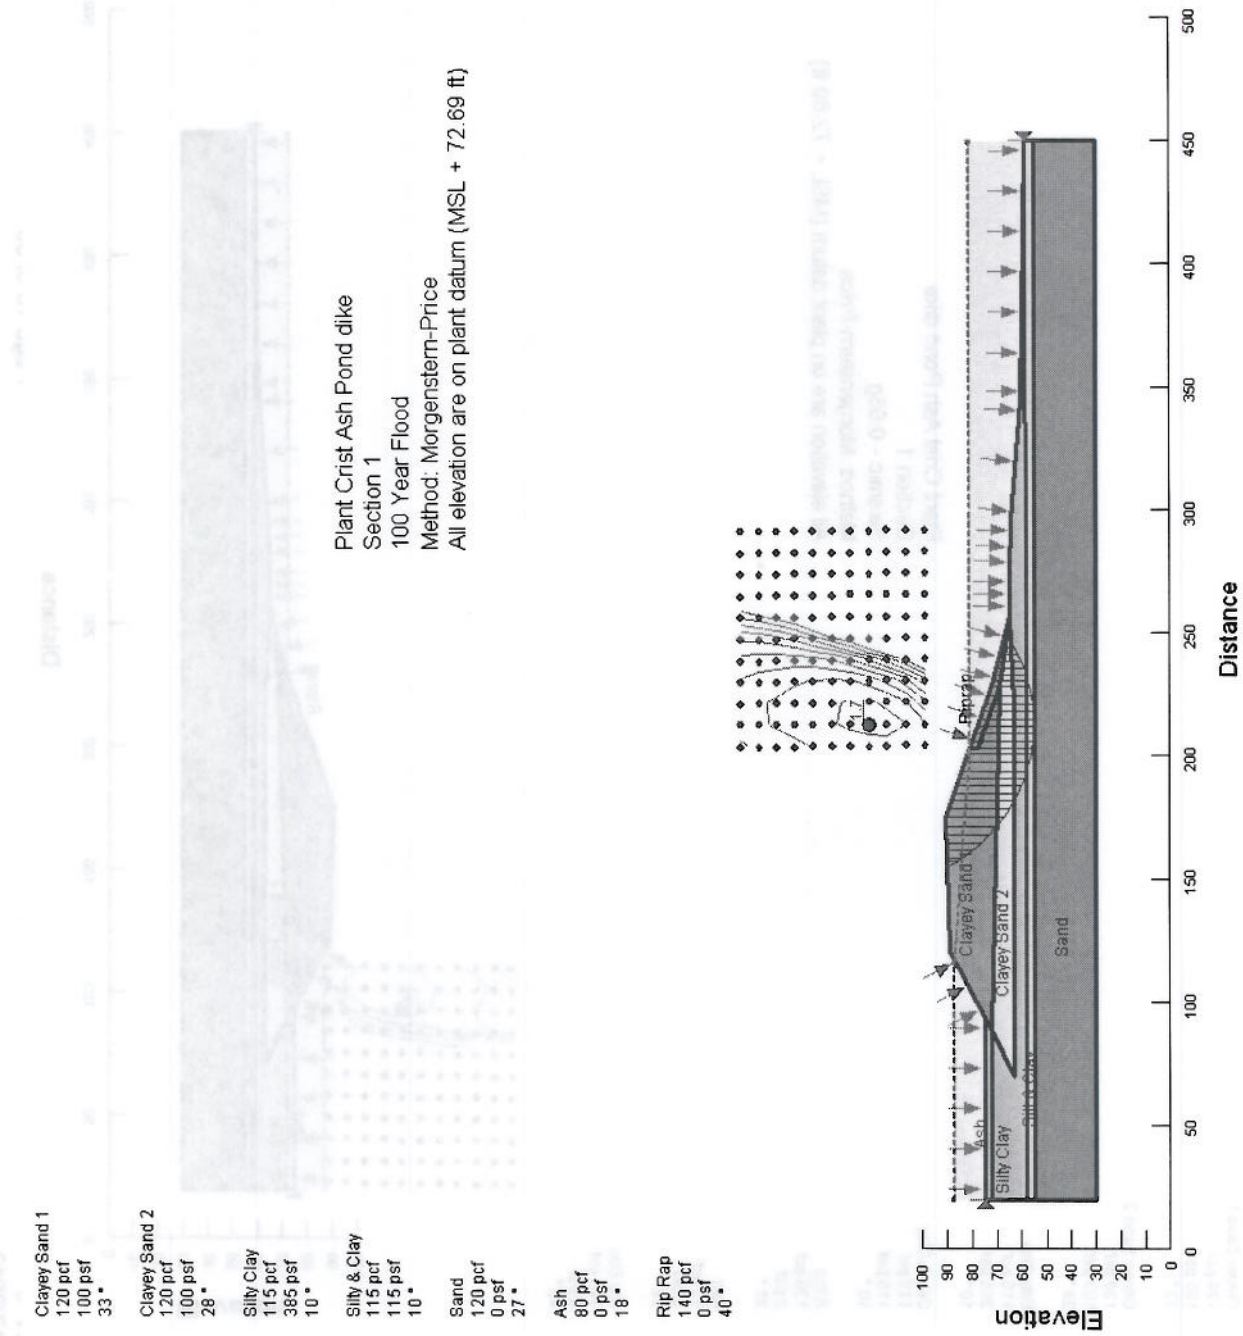 Clayey Sand 1
120 pcf
100 psf
33°
Clayey Sand 2
120 pcf
100 psf
28°
Silty Clay
115 pcf
385 psf
10°
Silty & Clay
115 pcf
115 psf
10°
Sand
120 pcf
0 psf
27°
Ash
80 pcf
0 psf
18°
Rip Rap
140 pcf
0 psf
40°
Plant Crist Ash Pond dike
Section 1
100 Year Flood
Method: Morgenstern-Price
All elevation are on plant datum (MSL + 72.69 ft)
1.7
Riprap
Clayey Sand 1
Clayey Sand 2
Ash
Silty Clay
Silt & Clay
Sand
Elevation
100
90
80
70
60
50
40
30
20
10
0
0
50
100
150
200
250
300
350
400
450
500
Distance